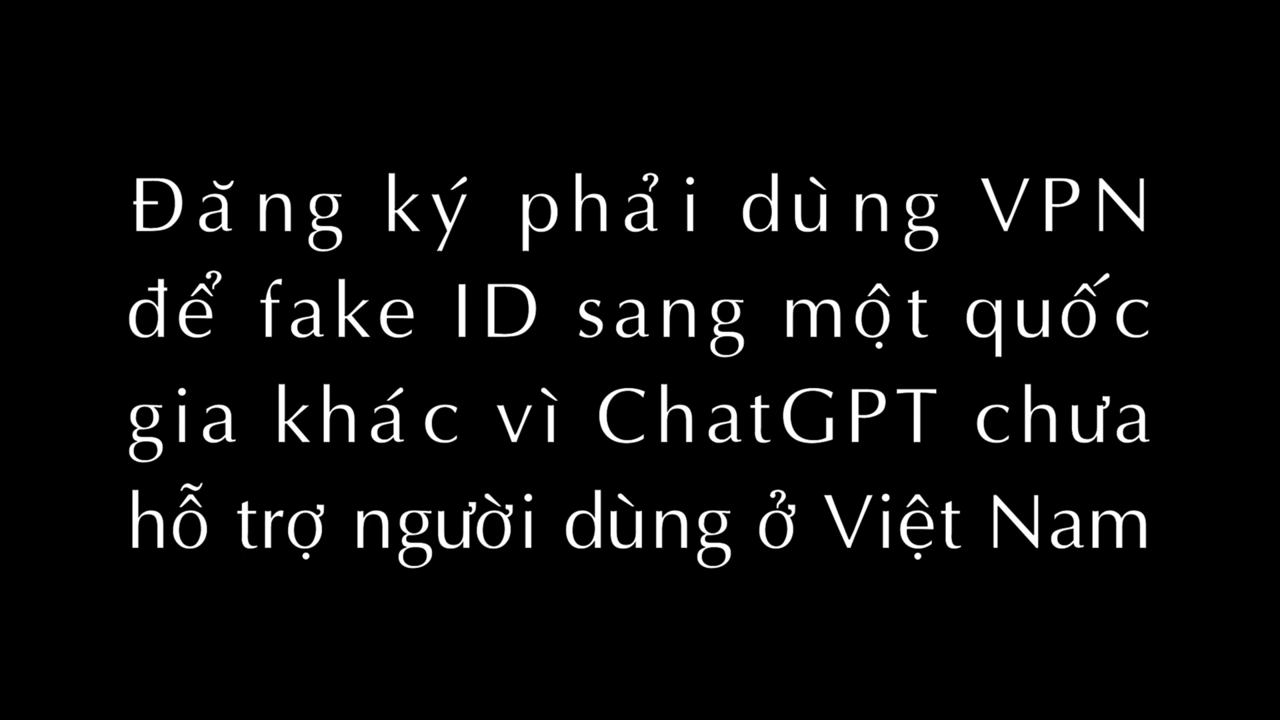 Đăng ký phải dùng VPN
để fake ID sang một quốc
gia khác vì ChatGPT chưa
hỗ trợ người dùng ở Việt Nam